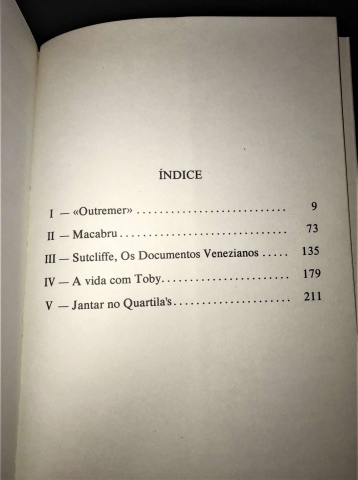 ÍNDICE
I — «Outremer» . . . . . . . . . . . . . . . . . . . . . . . . . . 9
II — Macabru . . . . . . . . . . . . . . . . . . . . . . . . . . . . . 73
III — Sutcliffe, Os Documentos Venezianos . . . . . 135
IV — A vida com Toby. . . . . . . . . . . . . . . . . . . . . . 179
V — Jantar no Quartila's . . . . . . . . . . . . . . . . . . . . 211